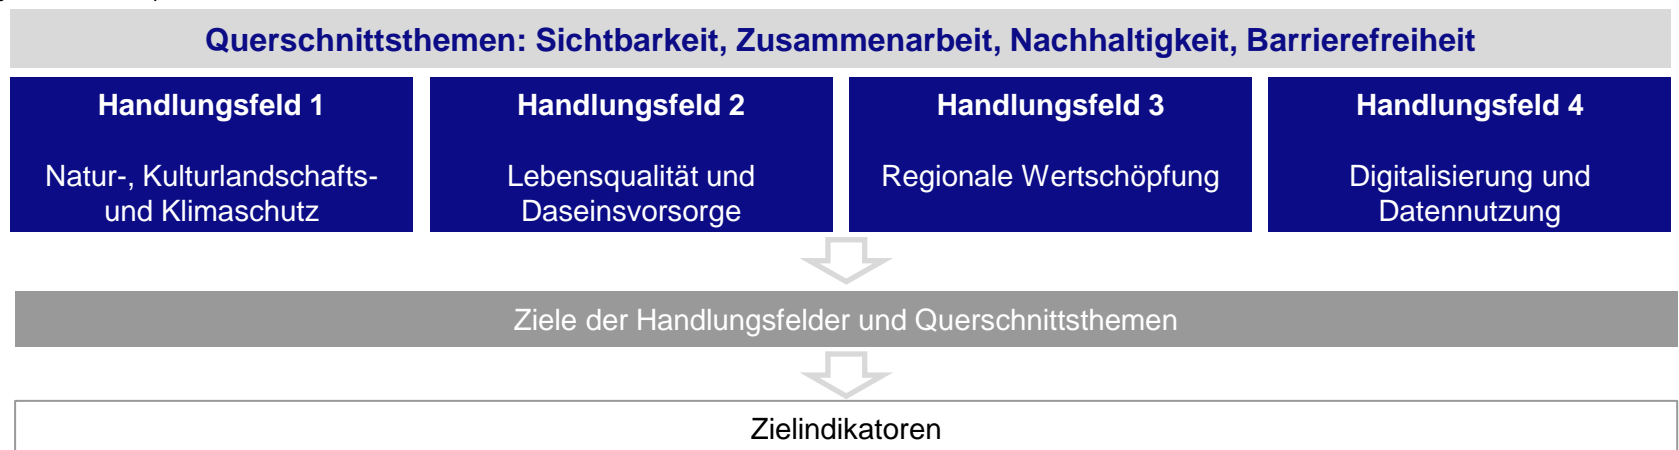 Querschnittsthemen: Sichtbarkeit, Zusammenarbeit, Nachhaltigkeit, Barrierefreiheit
Handlungsfeld 1
Natur-, Kulturlandschafts-
und Klimaschutz
Handlungsfeld 2
Lebensqualität und
Daseinsvorsorge
Handlungsfeld 3
Regionale Wertschöpfung
Handlungsfeld 4
Digitalisierung und
Datennutzung
Ziele der Handlungsfelder und Querschnittsthemen
Zielindikatoren